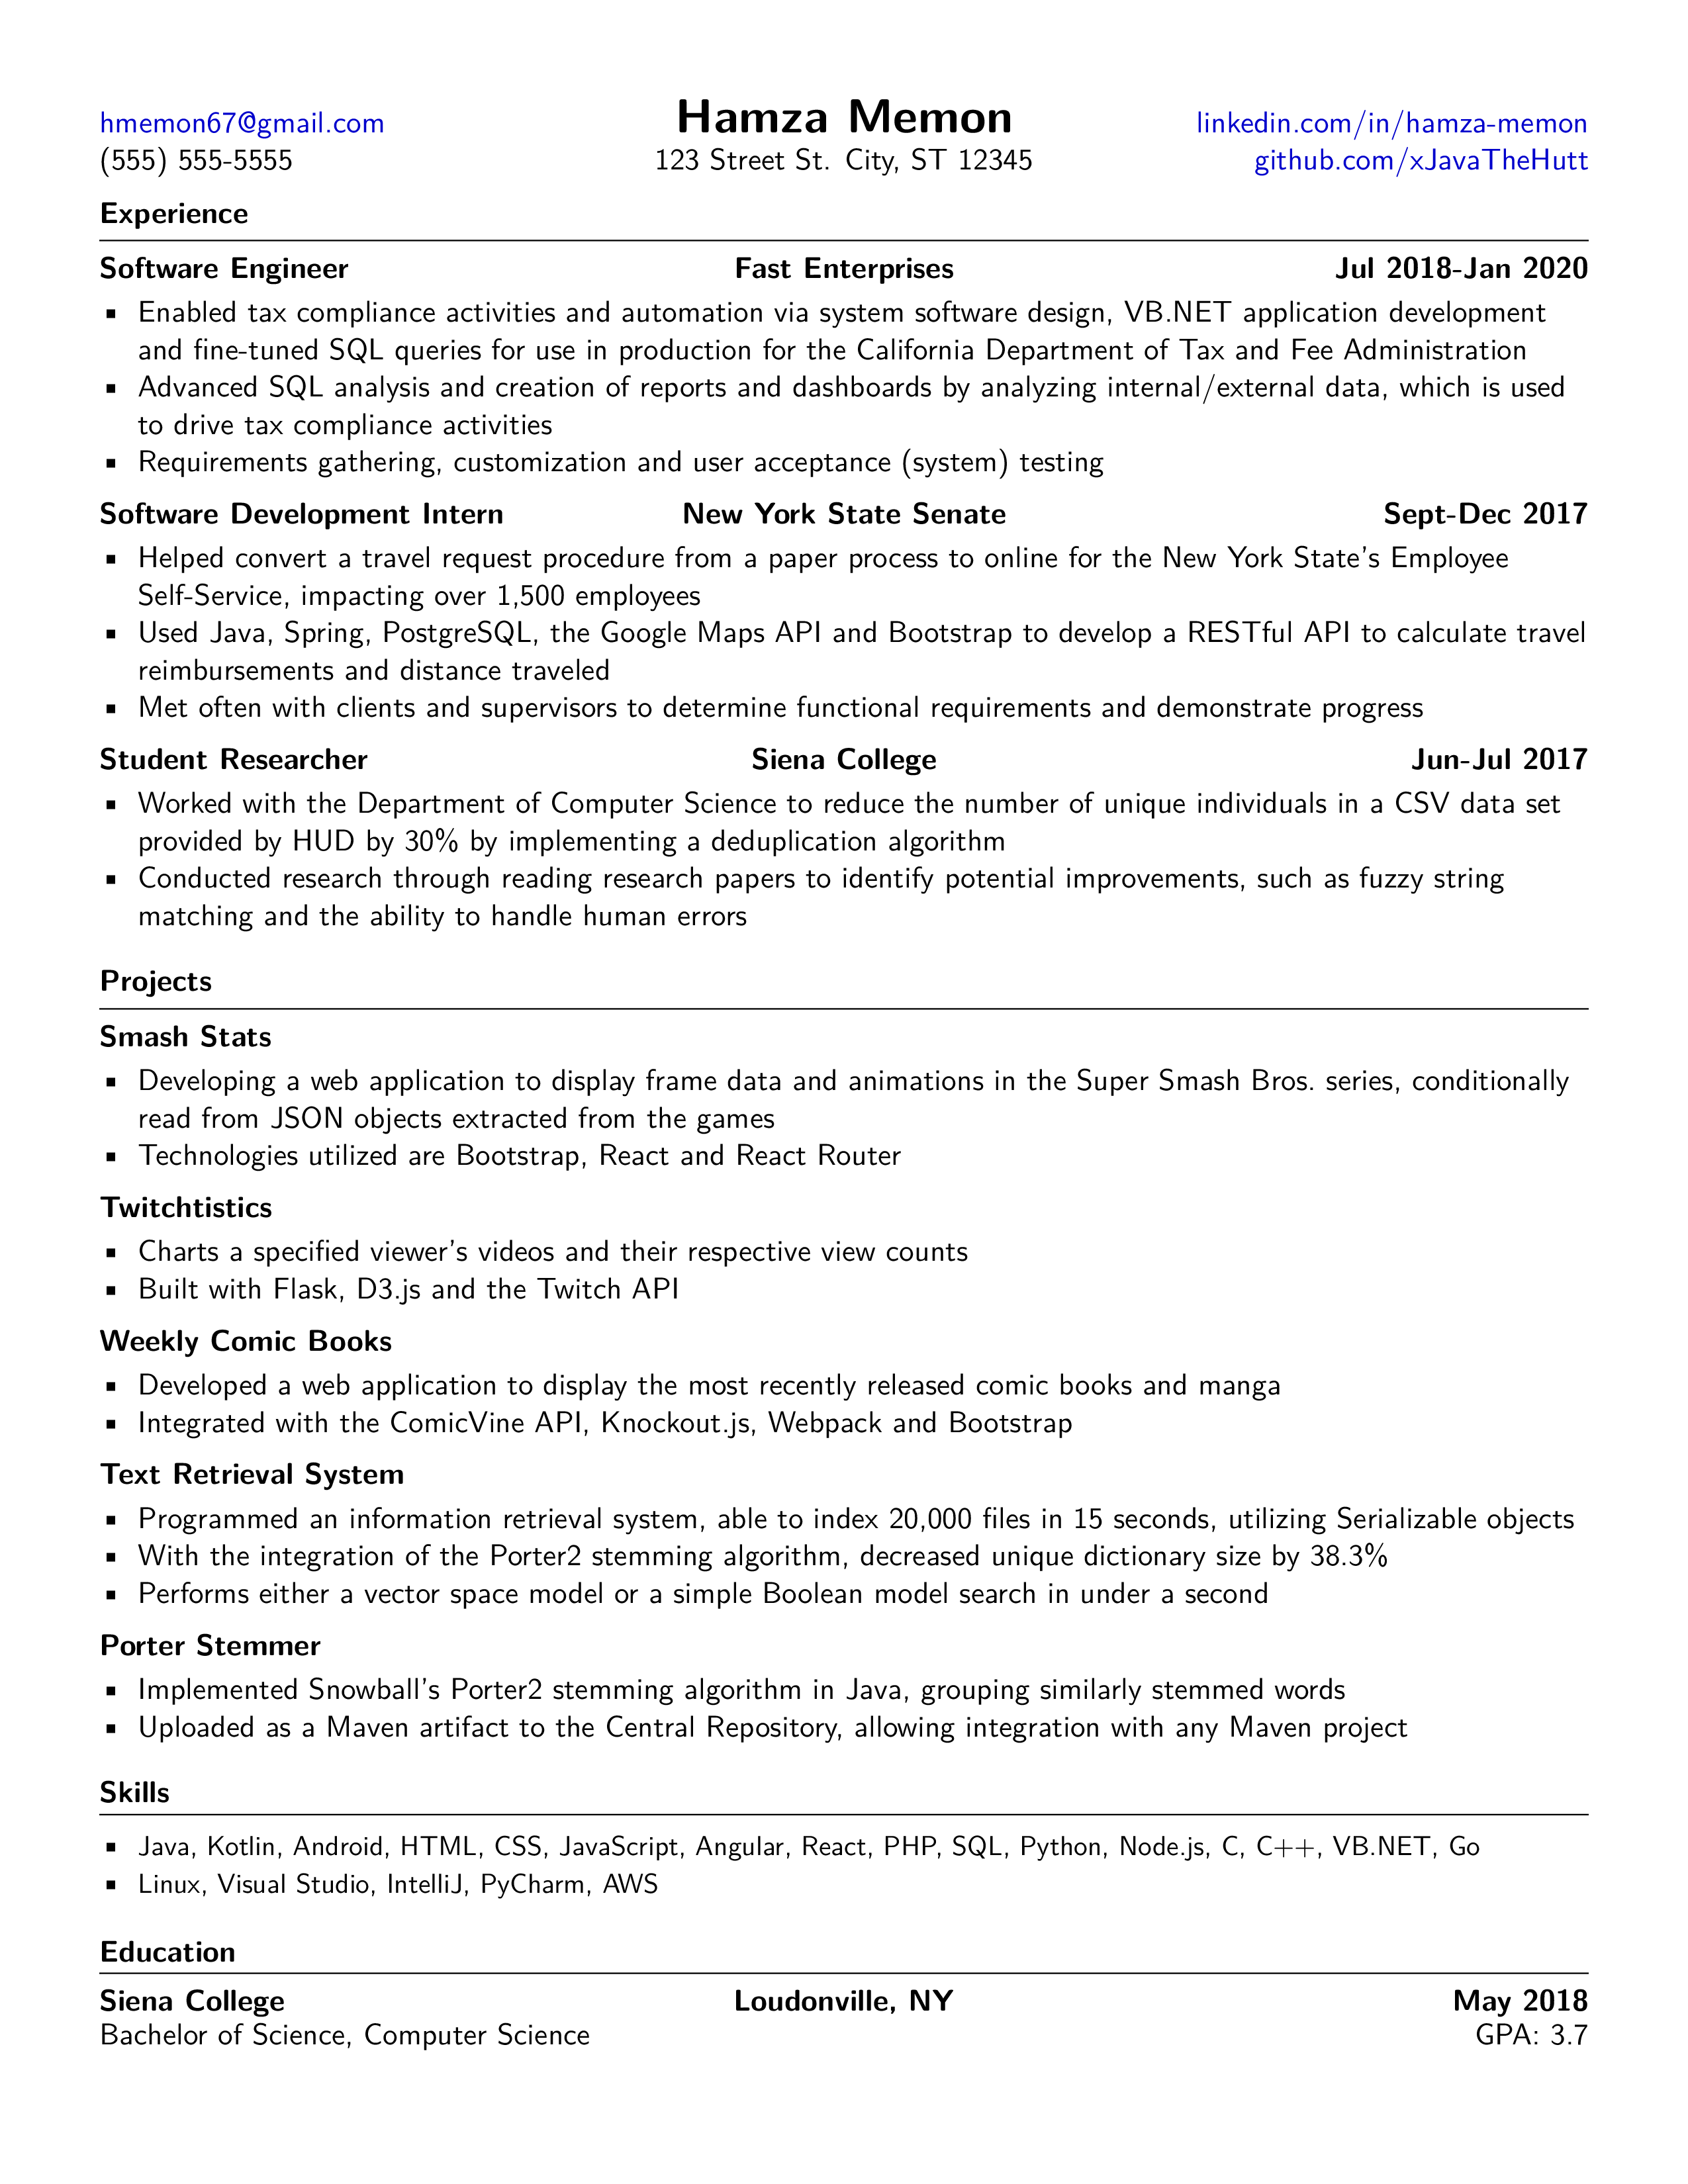 Hamza Memon
hmemon67@gmail.com
linkedin.com/in/hamza-memon
(555) 555-5555
123 Street St. City, ST 12345
github.com/xJavaTheHutt
Experience
Software Engineer Fast Enterprises Jul 2018-Jan 2020
▪ Enabled tax compliance activities and automation via system software design, VB.NET application development
and fine-tuned SQL queries for use in production for the California Department of Tax and Fee Administration
▪ Advanced SQL analysis and creation of reports and dashboards by analyzing internal/external data, which is used
to drive tax compliance activities
▪ Requirements gathering, customization and user acceptance (system) testing
Software Development Intern New York State Senate Sept-Dec 2017
▪ Helped convert a travel request procedure from a paper process to online for the New York State's Employee
Self-Service, impacting over 1,500 employees
▪ Used Java, Spring, PostgreSQL, the Google Maps API and Bootstrap to develop a RESTful API to calculate travel
reimbursements and distance traveled
▪ Met often with clients and supervisors to determine functional requirements and demonstrate progress
Student Researcher Siena College Jun-Jul 2017
▪ Worked with the Department of Computer Science to reduce the number of unique individuals in a CSV data set
provided by HUD by 30% by implementing a deduplication algorithm
▪ Conducted research through reading research papers to identify potential improvements, such as fuzzy string
matching and the ability to handle human errors
Projects
Smash Stats
▪ Developing a web application to display frame data and animations in the Super Smash Bros. series, conditionally
read from JSON objects extracted from the games
▪ Technologies utilized are Bootstrap, React and React Router
Twitchtistics
▪ Charts a specified viewer's videos and their respective view counts
▪ Built with Flask, D3.js and the Twitch API
Weekly Comic Books
▪ Developed a web application to display the most recently released comic books and manga
▪ Integrated with the ComicVine API, Knockout.js, Webpack and Bootstrap
Text Retrieval System
▪ Programmed an information retrieval system, able to index 20,000 files in 15 seconds, utilizing Serializable objects
▪ With the integration of the Porter2 stemming algorithm, decreased unique dictionary size by 38.3%
▪ Performs either a vector space model or a simple Boolean model search in under a second
Porter Stemmer
▪ Implemented Snowball's Porter2 stemming algorithm in Java, grouping similarly stemmed words
▪ Uploaded as a Maven artifact to the Central Repository, allowing integration with any Maven project
Skills
▪ Java, Kotlin, Android, HTML, CSS, JavaScript, Angular, React, PHP, SQL, Python, Node.js, C, C++, VB.NET, Go
▪ Linux, Visual Studio, IntelliJ, PyCharm, AWS
Education
Siena College Loudonville, NY May 2018
Bachelor of Science, Computer Science GPA: 3.7